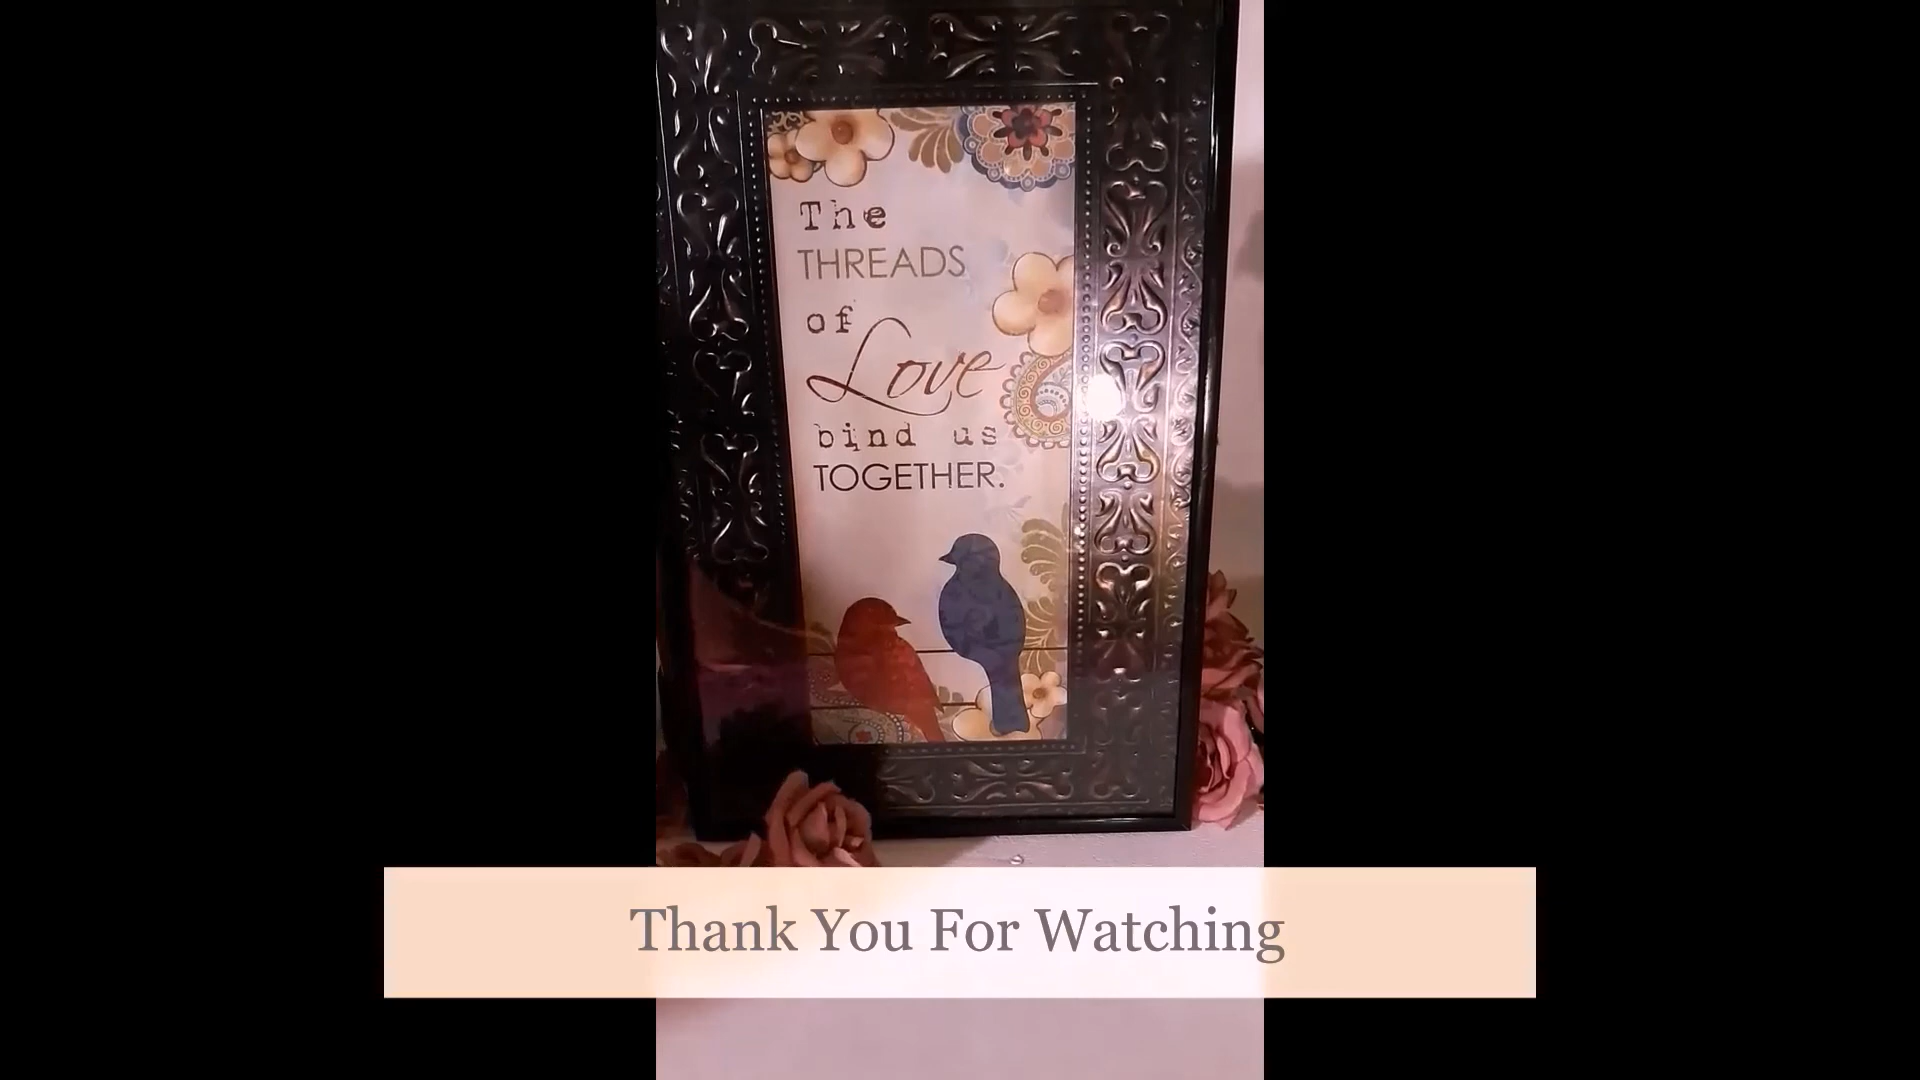 The
THREADS
of
Love
bind us
TOGETHER.
Thank You For Watching